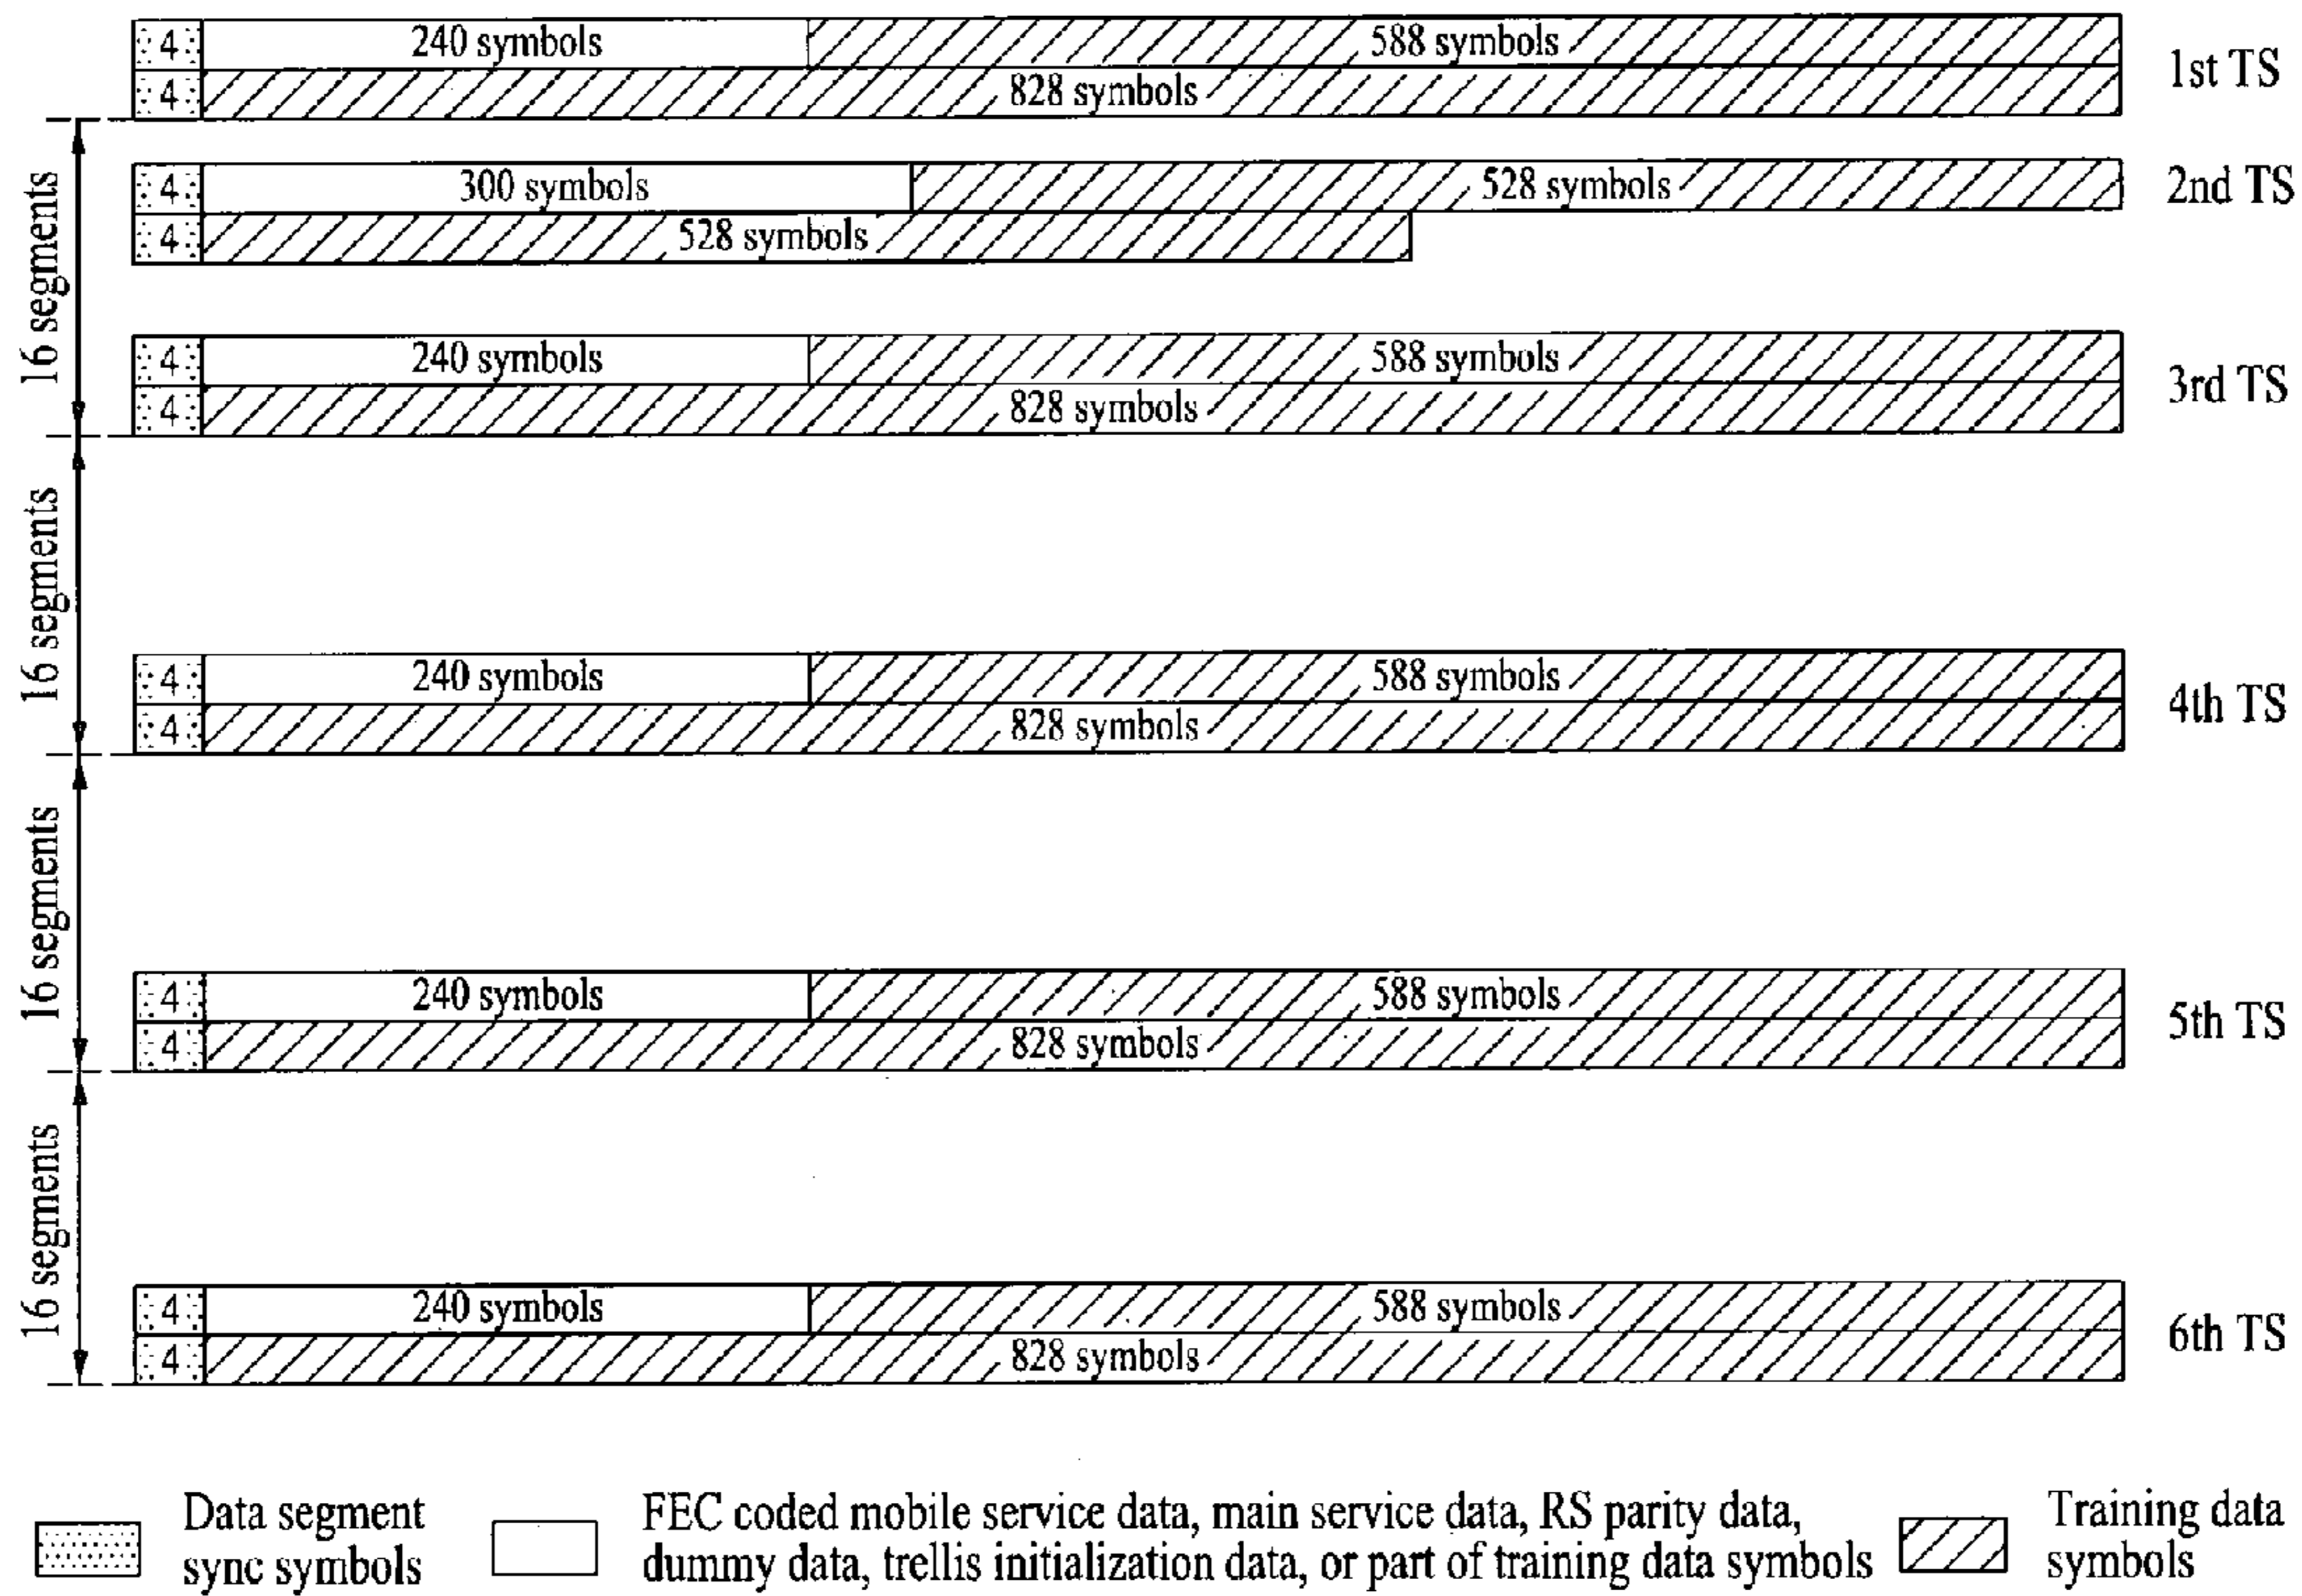 4 240 symbols 588 symbols
4 828 symbols
1st TS
4 300 symbols 528 symbols
2nd TS
4 528 symbols
16 segments
4 240 symbols 588 symbols
4 828 symbols
3rd TS
16 segments
4 240 symbols 588 symbols
4 828 symbols
4th TS
16 segments
4 240 symbols 588 symbols
4 828 symbols
5th TS
16 segments
4 240 symbols 588 symbols
4 828 symbols
6th TS
Data segment
sync symbols
FEC coded mobile service data, main service data, RS parity data,
dummy data, trellis initialization data, or part of training data symbols
Training data
symbols